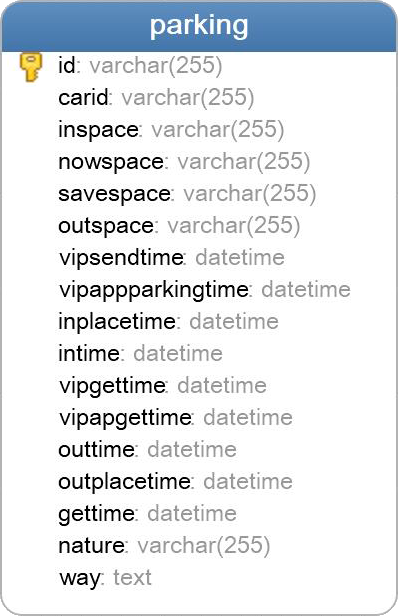 parking
id: varchar(255)
carid: varchar(255)
inspace: varchar(255)
nowspace: varchar(255)
savespace: varchar(255)
outspace: varchar(255)
vipsendtime: datetime
vipappparkingtime: datetime
inplacetime: datetime
intime: datetime
vipgettime: datetime
vipapgettime: datetime
outtime: datetime
outplacetime: datetime
gettime: datetime
nature: varchar(255)
way: text